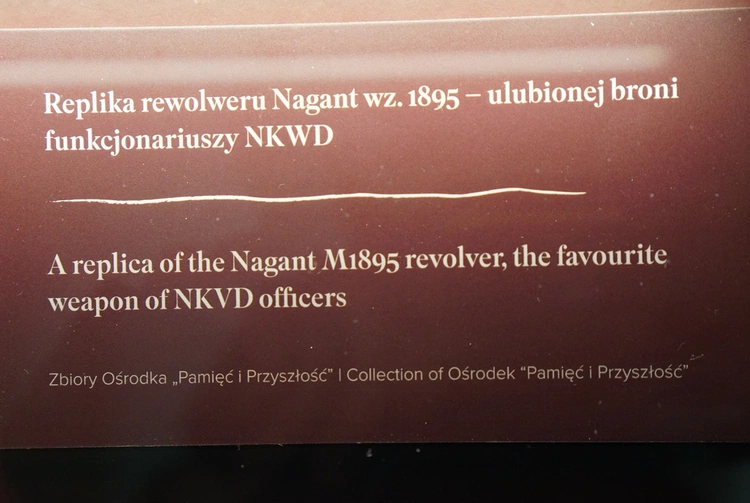 Replika rewolweru Nagant wz. 1895 – ulubionej broni
funkcjonariuszy NKWD
A replica of the Nagant M1895 revolver, the favourite
weapon of NKVD officers
Zbiory Ośrodka „Pamięć i Przyszłość” | Collection of Ośrodek “Pamięć i Przyszłość”